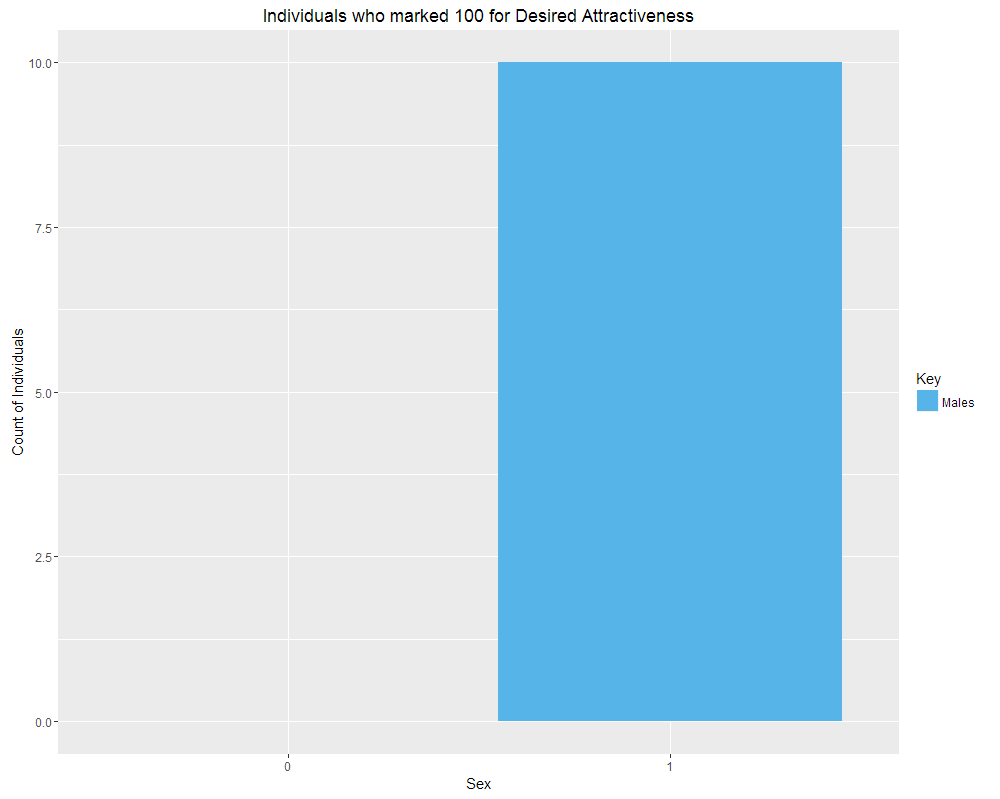 Individuals who marked 100 for Desired Attractiveness
10.0
7.5
5.0
2.5
0.0
Count of Individuals
0
1
Sex
Key
Males